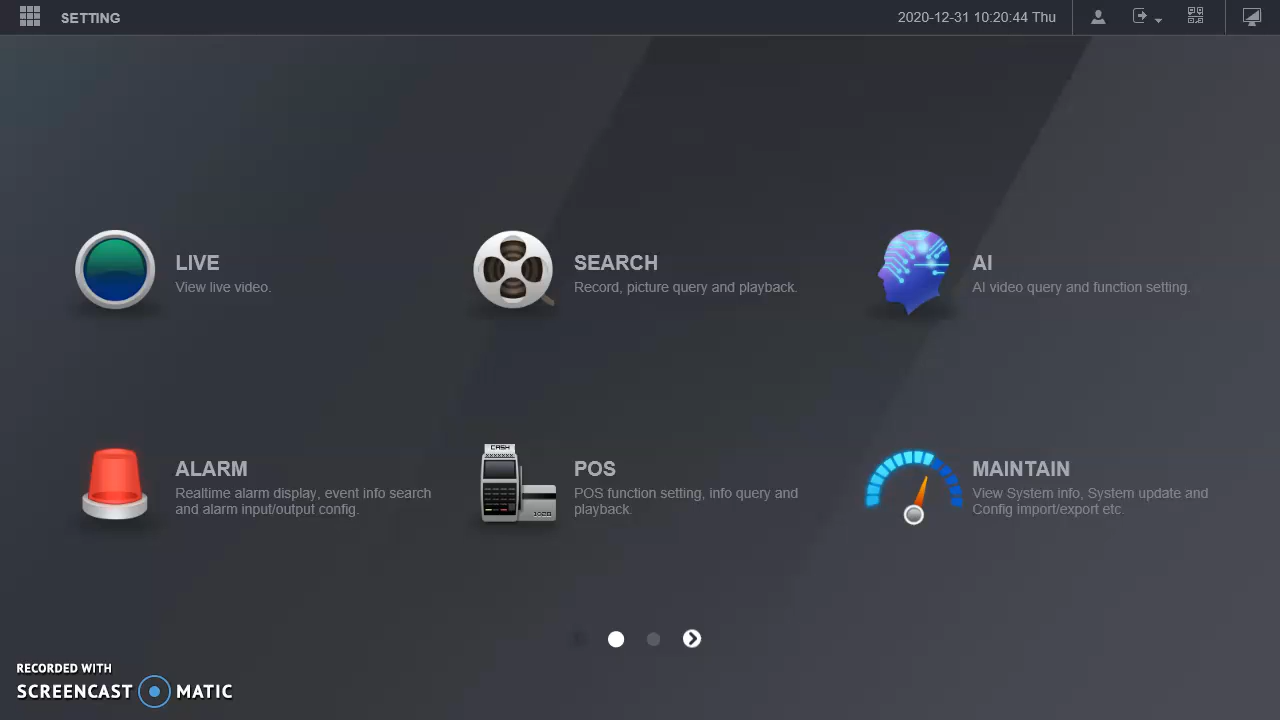 SETTING
2020-12-31 10:20:44 Thu
LIVE
View live video.
SEARCH
Record, picture query and playback.
AI
AI video query and function setting.
ALARM
Realtime alarm display, event info search
and alarm input/output config.
CASH
XXXXXXX
1028
POS
POS function setting, info query and
playback.
MAINTAIN
View System info, System update and
Config import/export etc.
RECORDED WITH
SCREENCAST MATIC